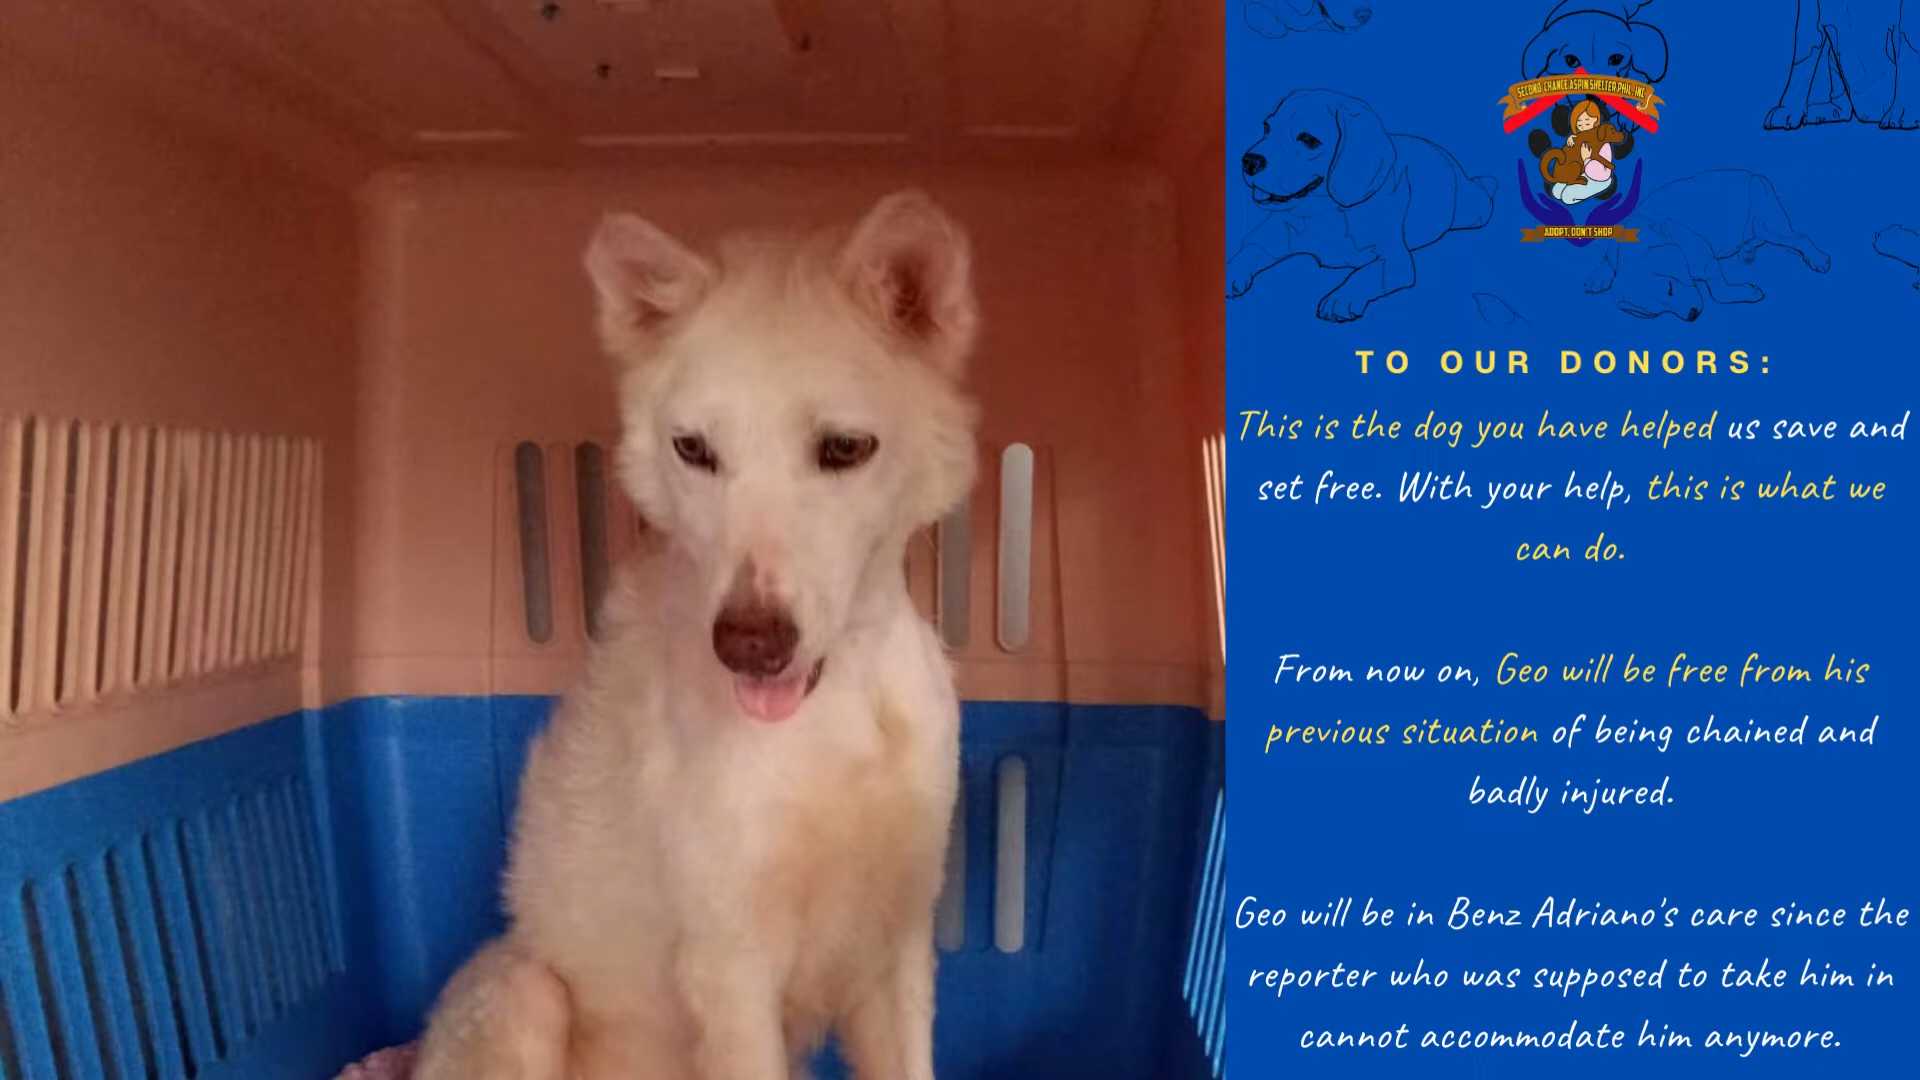 SECOND CHANCE ASPIN SHELTER PHIL. INC
ADOPT, DON'T SHOP
TO OUR DONORS:
This is the dog you have helped us save and
set free. With your help, this is what we
can do.
From now on, Geo will be free from his
previous situation of being chained and
badly injured.
Geo will be in Benz Adriano's care since the
reporter who was supposed to take him in
cannot accommodate him anymore.